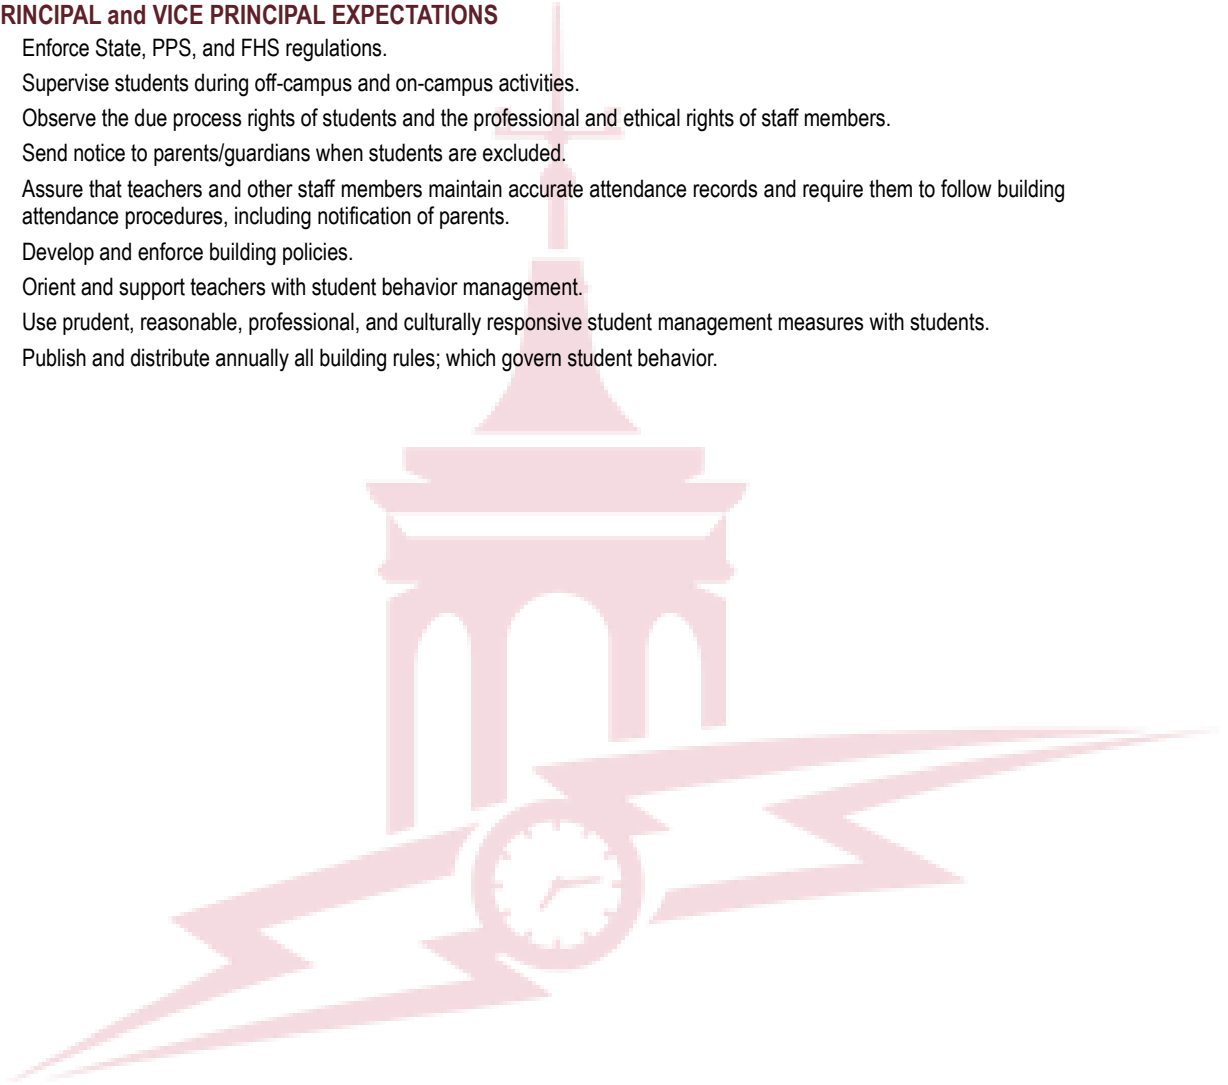 RINCIPAL and VICE PRINCIPAL EXPECTATIONS
Enforce State, PPS, and FHS regulations.
Supervise students during off-campus and on-campus activities.
Observe the due process rights of students and the professional and ethical rights of staff members.
Send notice to parents/guardians when students are excluded.
Assure that teachers and other staff members maintain accurate attendance records and require them to follow building
attendance procedures, including notification of parents.
Develop and enforce building policies.
Orient and support teachers with student behavior management.
Use prudent, reasonable, professional, and culturally responsive student management measures with students.
Publish and distribute annually all building rules; which govern student behavior.